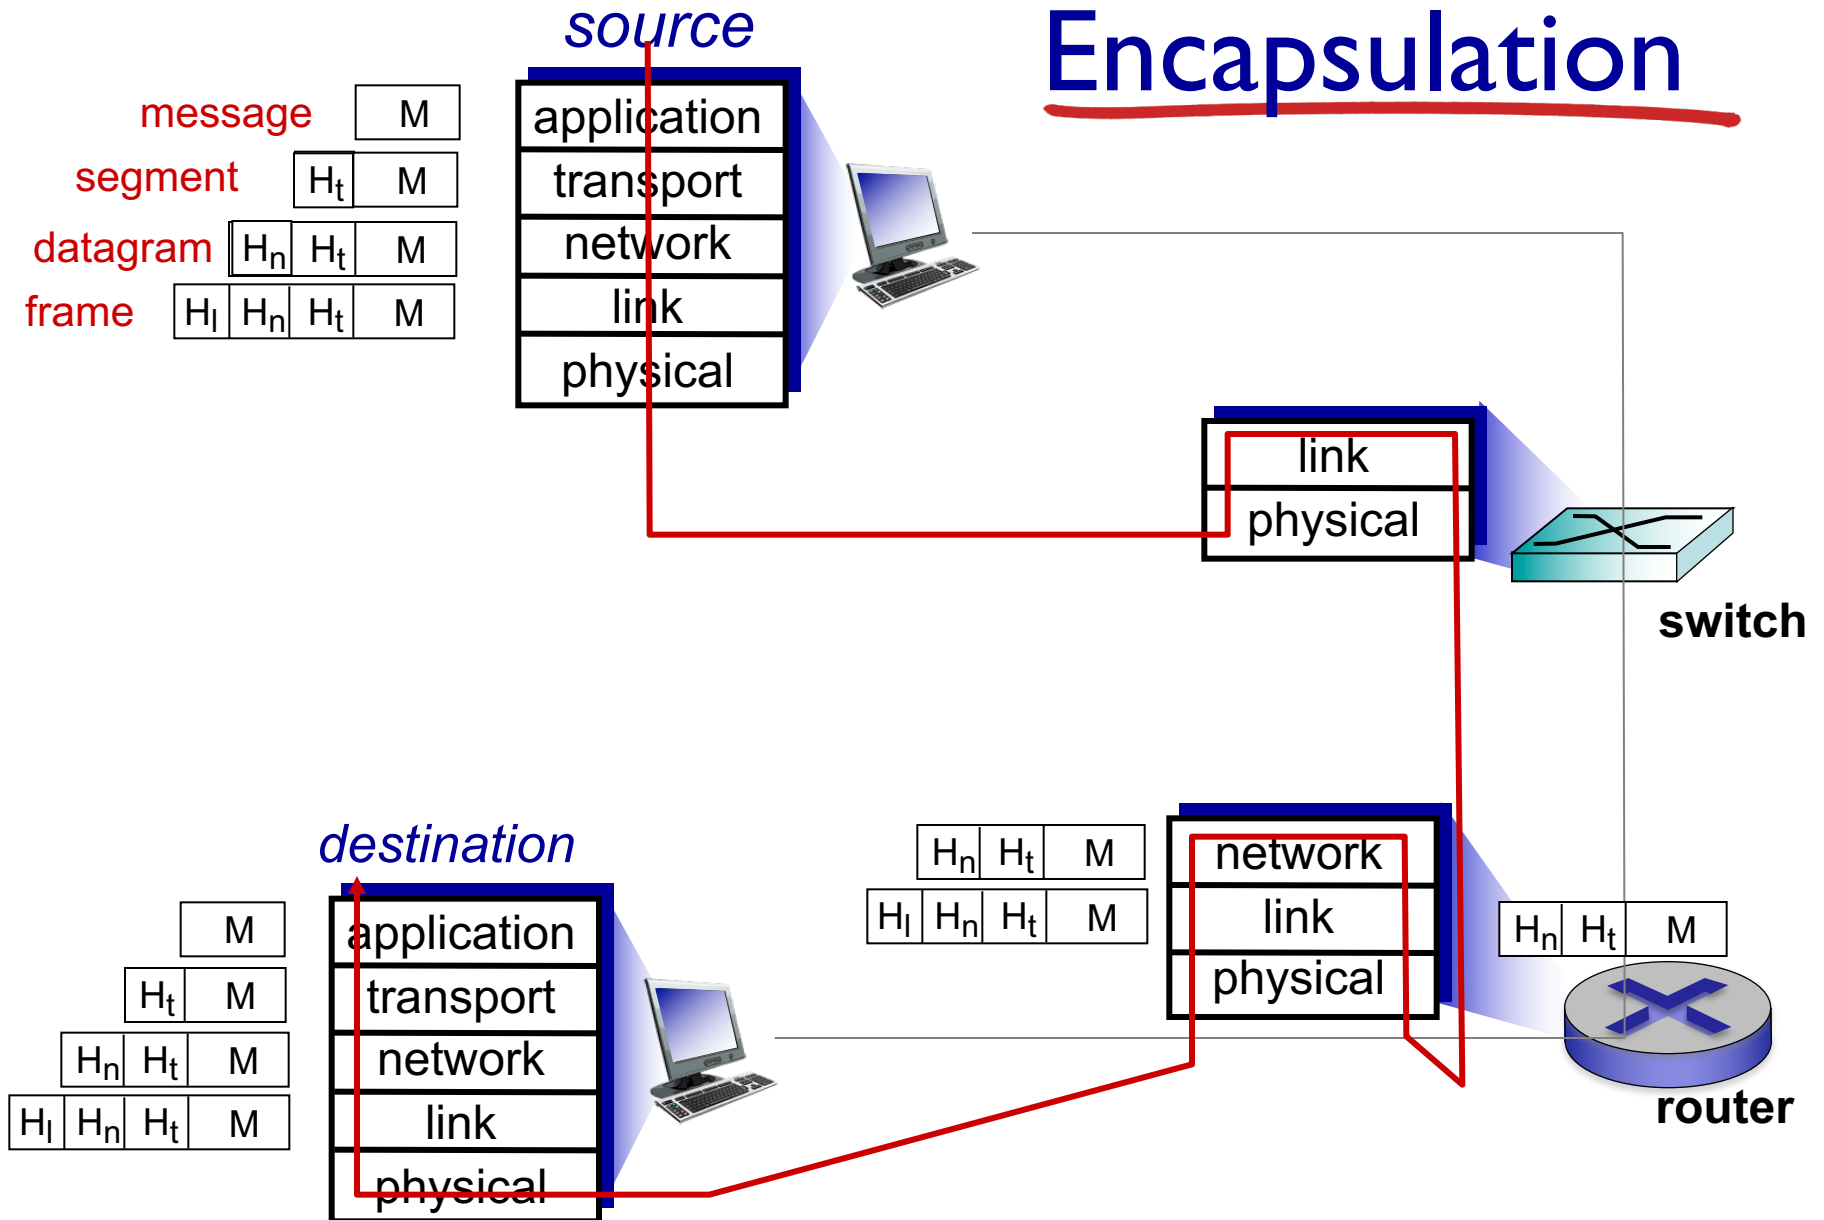 Encapsulation
source
message M
segment Ht M
datagram Hn Ht M
frame Hl Hn Ht M
application
transport
network
link
physical
link
physical
switch
Hn Ht M
Hl Hn Ht M
network
link
physical
Hn Ht M
router
destination
M
Ht M
Hn Ht M
Hl Hn Ht M
application
transport
network
link
physical